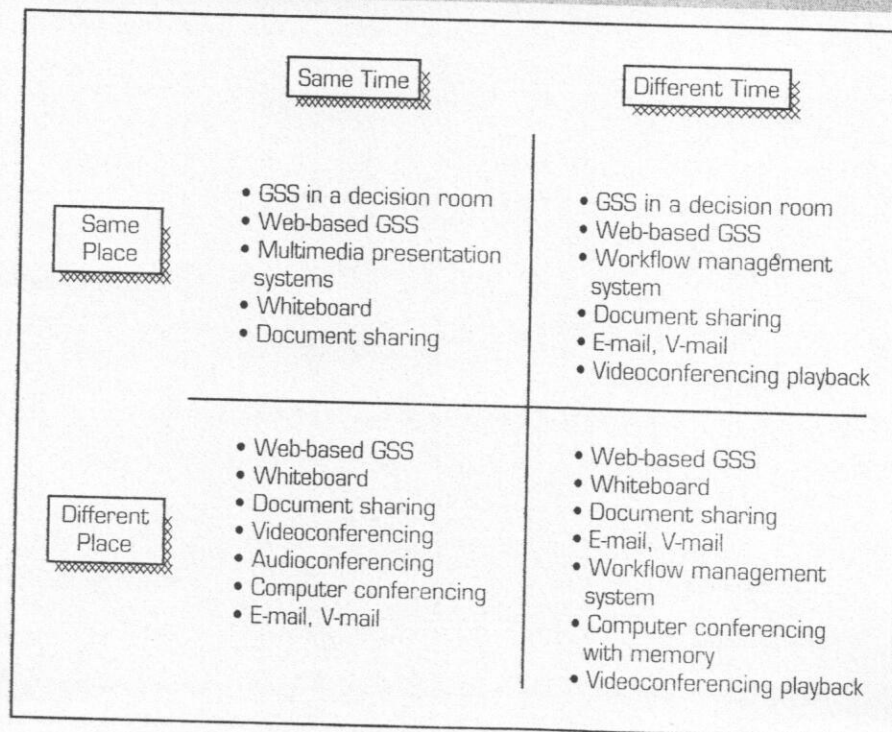 Same Time
Different Time
Same
Place
• GSS in a decision room
• Web-based GSS
• Multimedia presentation
systems
• Whiteboard
• Document sharing
• GSS in a decision room
• Web-based GSS
• Workflow management
system
• Document sharing
• E-mail, V-mail
• Videoconferencing playback
Different
Place
• Web-based GSS
• Whiteboard
• Document sharing
• Videoconferencing
• Audioconferencing
• Computer conferencing
• E-mail, V-mail
• Web-based GSS
• Whiteboard
• Document sharing
• E-mail, V-mail
• Workflow management
system
• Computer conferencing
with memory
• Videoconferencing playback